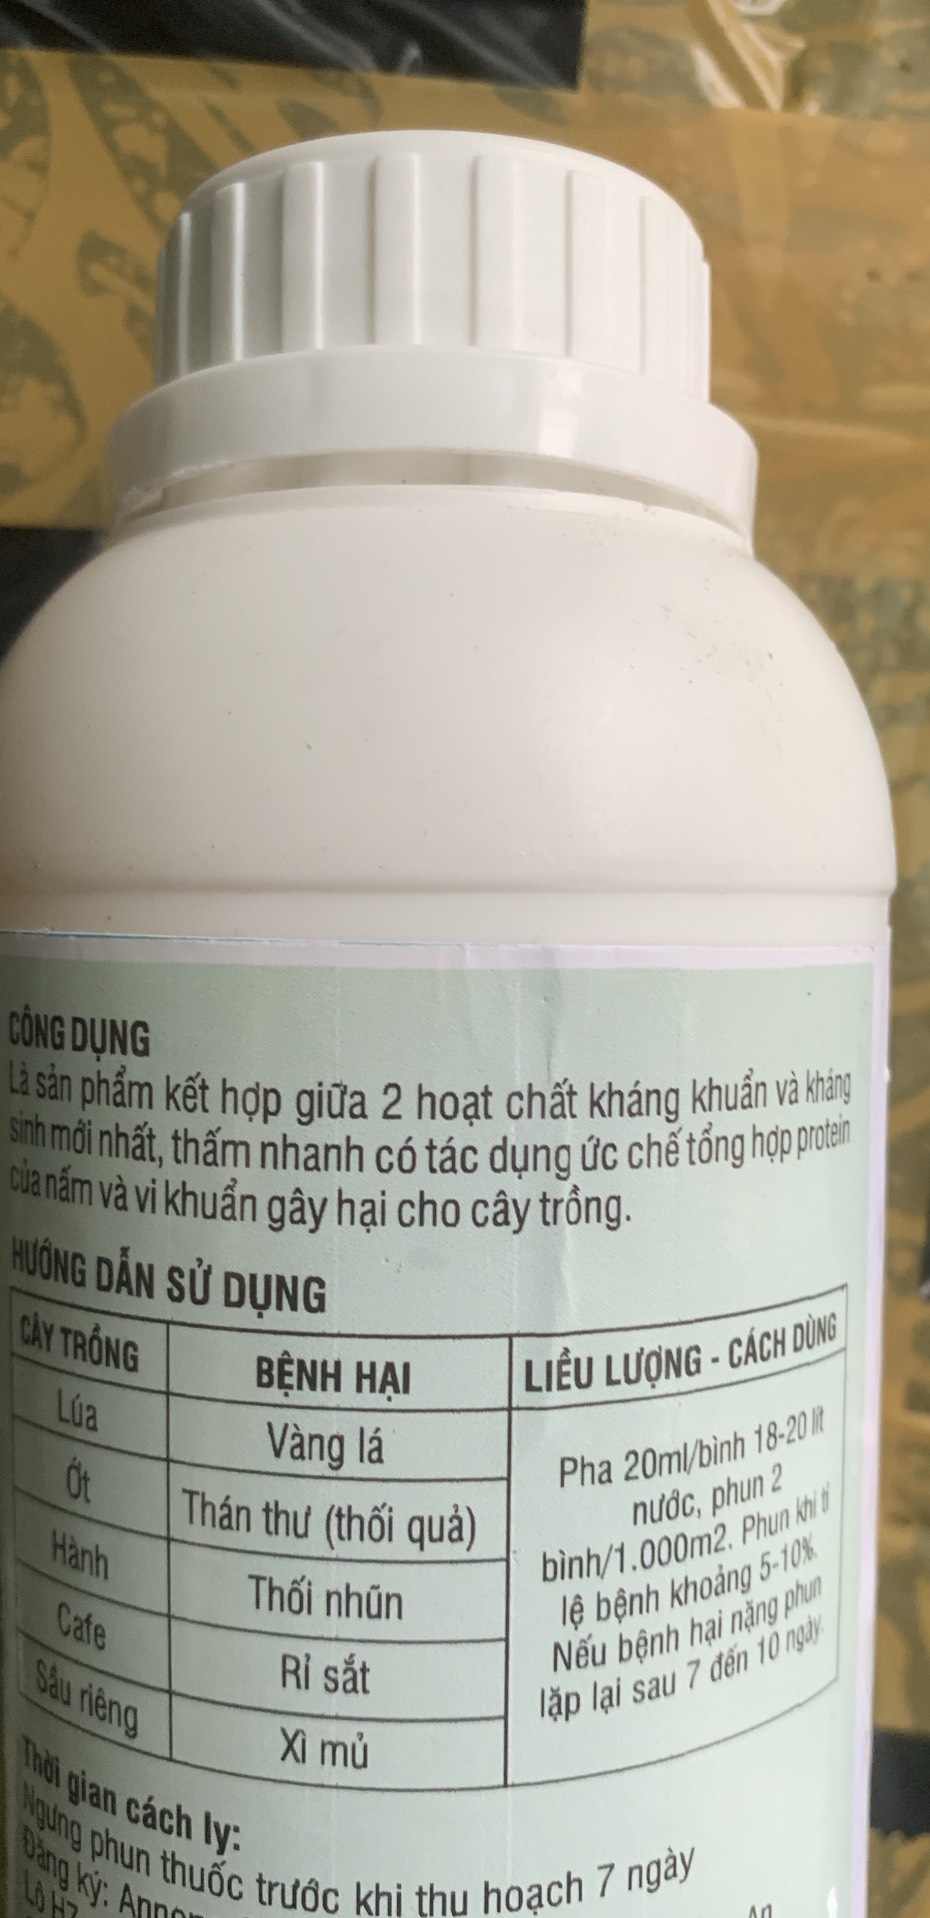 CÔNG DỤNG
Là sản phẩm kết hợp giữa 2 hoạt chất kháng khuẩn và kháng
sinh mới nhất, thấm nhanh có tác dụng ức chế tổng hợp protein
của nấm và vi khuẩn gây hại cho cây trồng.
HƯỚNG DẪN SỬ DỤNG
CÂY TRỒNG BỆNH HẠI LIỀU LƯỢNG - CÁCH DÙNG
Lúa Vàng lá
Ớt Thán thư (thối quả)
Hành Thối nhũn
Cafe Rỉ sắt
Sầu riêng Xì mủ
Pha 20ml/bình 18-20 lít
nước, phun 2
bình/1.000m2. Phun khi tỉ
lệ bệnh khoảng 5-10%.
Nếu bệnh hại nặng phun
lặp lại sau 7 đến 10 ngày.
Thời gian cách ly:
Ngưng phun thuốc trước khi thu hoạch 7 ngày
Đăng ký:
Lô